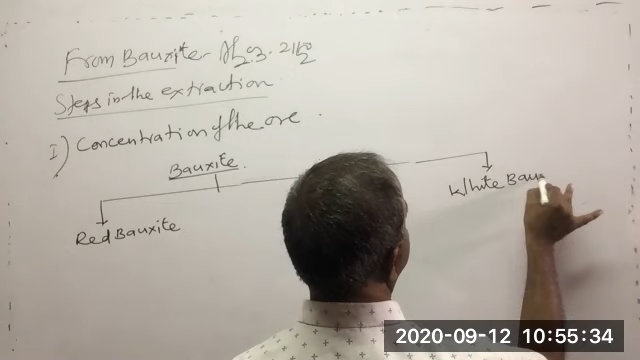 From Bauxite - Al2O3. 2H2O
Steps in the extraction
I) Concentration of the ore.
Bauxite.
Red Bauxite
White Baux
2020-09-12 10:55:34